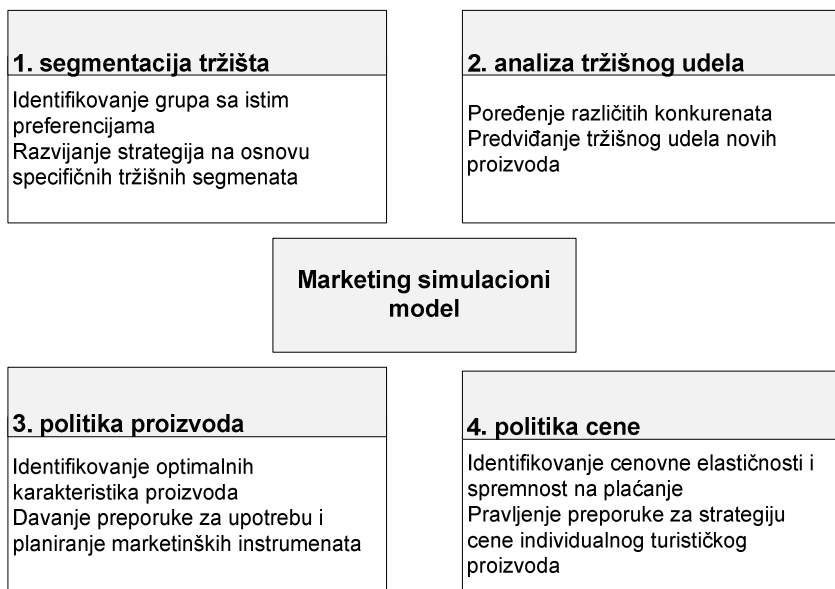 1. segmentacija tržišta
Identifikovanje grupa sa istim
preferencijama
Razvijanje strategija na osnovu
specifičnih tržišnih segmenata
2. analiza tržišnog udela
Poređenje različitih konkurenata
Predviđanje tržišnog udela novih
proizvoda
Marketing simulacioni
model
3. politika proizvoda
Identifikovanje optimalnih
karakteristika proizvoda
Davanje preporuke za upotrebu i
planiranje marketinških instrumenata
4. politika cene
Identifikovanje cenovne elastičnosti i
spremnost na plaćanje
Pravljenje preporuke za strategiju
cene individualnog turističkog
proizvoda